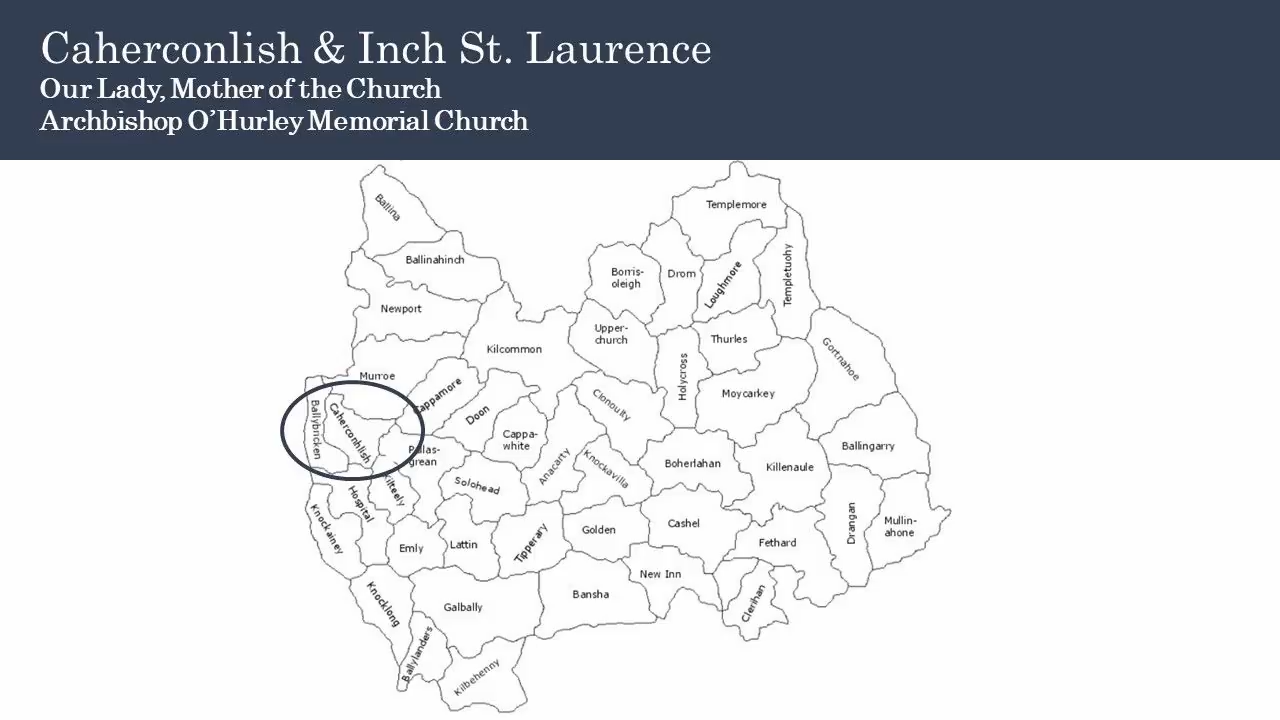 Caherconlish & Inch St. Laurence
Our Lady, Mother of the Church
Archbishop O’Hurley Memorial Church
Ballina
Templemore
Ballinahinch
Borris-
oleigh
Drom
Loughmore
Templetuohy
Newport
Upper-
church
Kilcommon
Thurles
Gortnahoe
Holycross
Murroe
Cappamore
Moycarkey
Clonoulty
Doon
Ballybricken
Caherconhlish
Cappa-
white
Pallas-
grean
Ballingarry
Anacarty
Knockavilla
Boherlahan
Killenaule
Solohead
Kilteely
Hospital
Knockainey
Emly
Lattin
Tipperary
Golden
Cashel
Fethard
Drangan
Mullin-
ahone
New Inn
Bansha
Clerihan
Knocklong
Galbally
Ballylanders
Kilbehenny